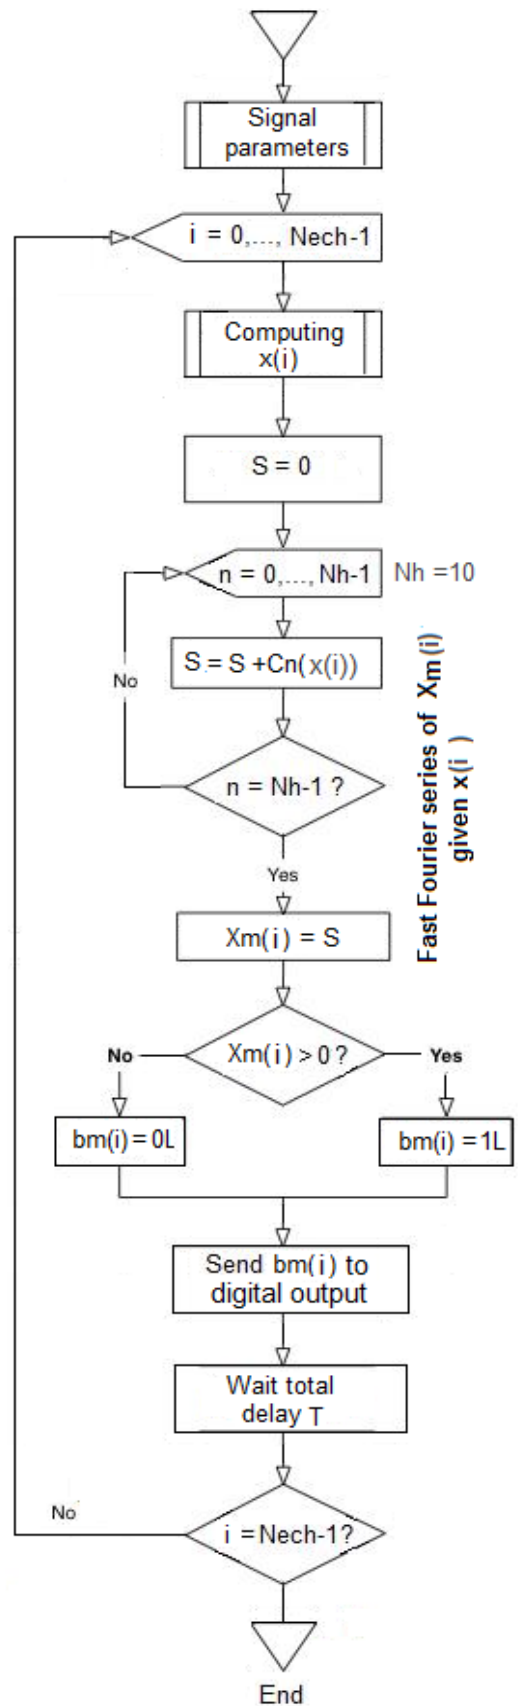 Signal
parameters
i = 0,..., Nech-1
Computing
x(i)
S = 0
n = 0,..., Nh-1
Nh =10
S = S +Cn(x(i))
No
n = Nh-1 ?
Fast Fourier series of Xm(i)
given x(i )
Yes
Xm(i) = S
Xm(i) > 0 ?
No
Yes
bm(i) = 0L
bm(i) = 1L
Send bm(i) to
digital output
Wait total
delay T
No
i = Nech-1?
End